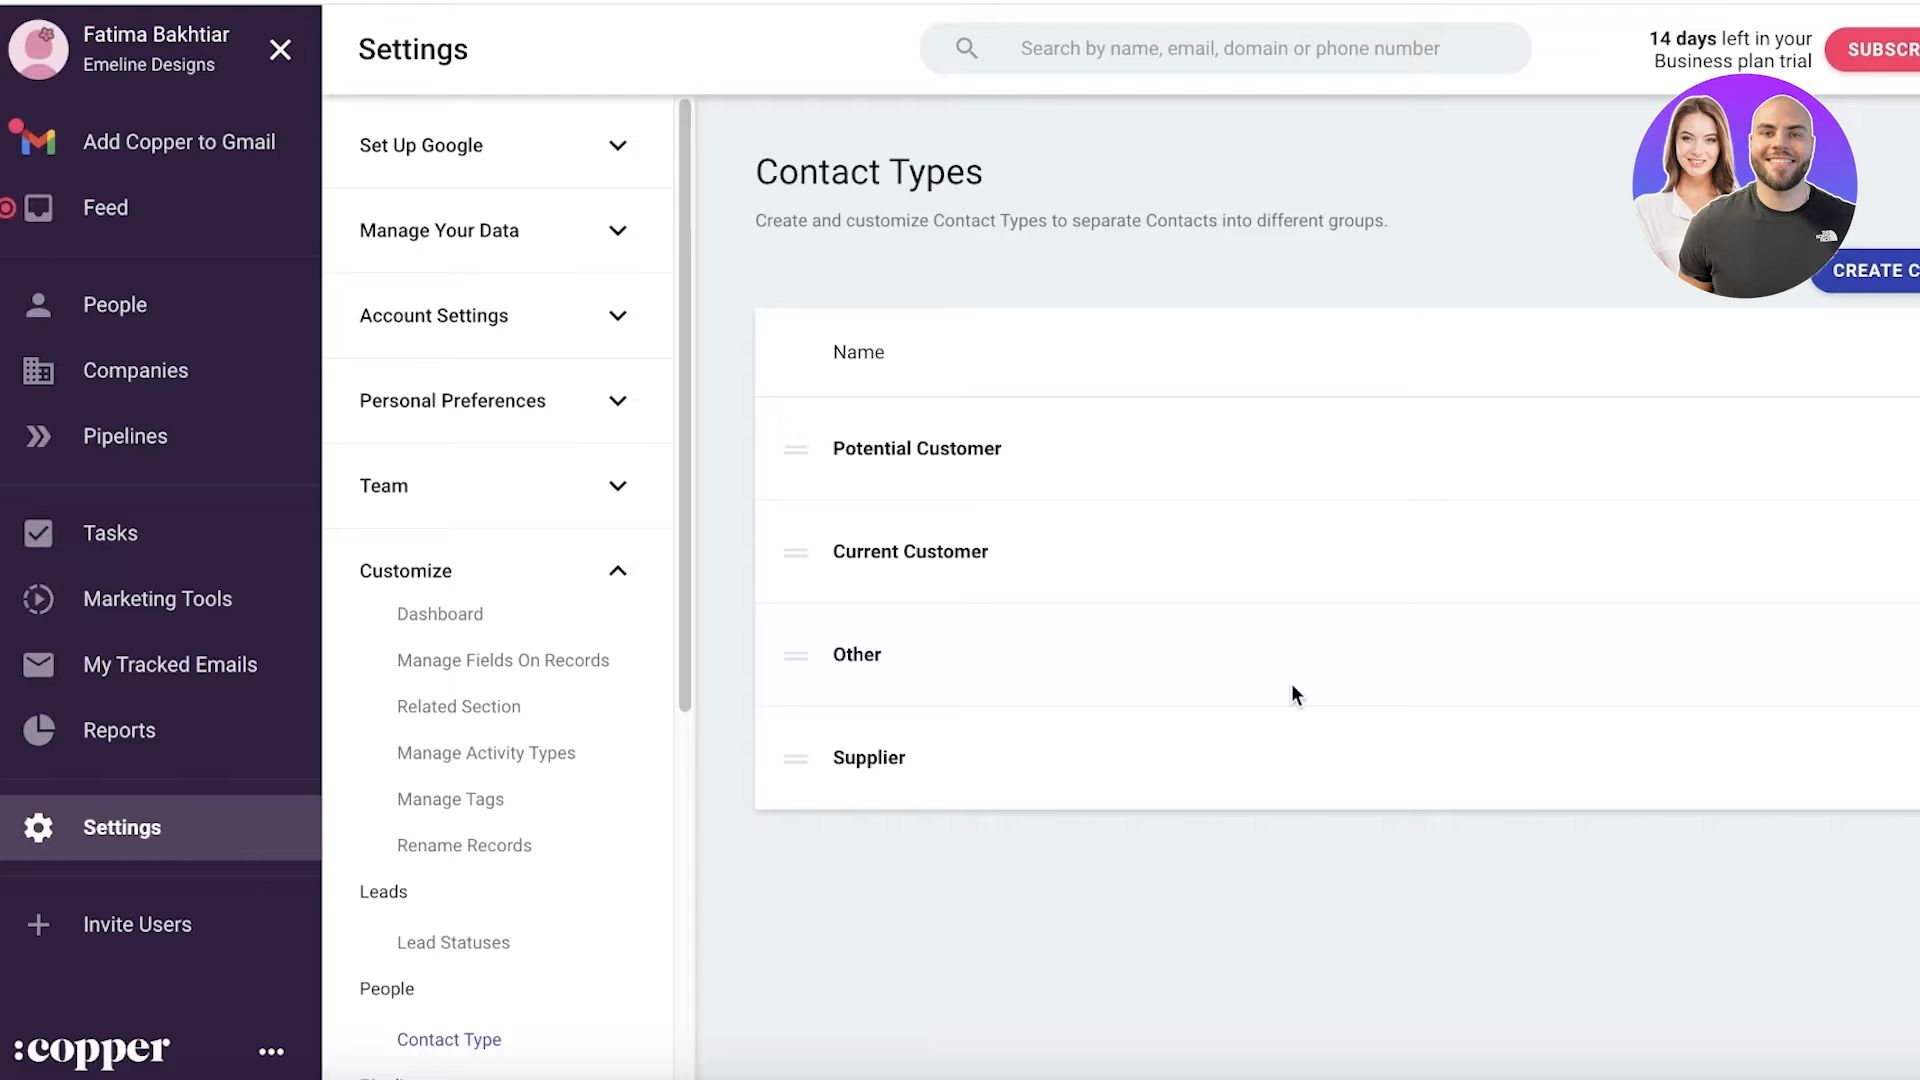 Fatima Bakhtiar
Emeline Designs
Add Copper to Gmail
Feed
People
Companies
Pipelines
Tasks
Marketing Tools
My Tracked Emails
Reports
Settings
Invite Users
:copper
Settings
Search by name, email, domain or phone number
14 days left in your
Business plan trial
SUBSCR
Set Up Google
Manage Your Data
Account Settings
Personal Preferences
Team
Customize
Dashboard
Manage Fields On Records
Related Section
Manage Activity Types
Manage Tags
Rename Records
Leads
Lead Statuses
People
Contact Type
Contact Types
Create and customize Contact Types to separate Contacts into different groups.
CREATE C
Name
Potential Customer
Current Customer
Other
Supplier